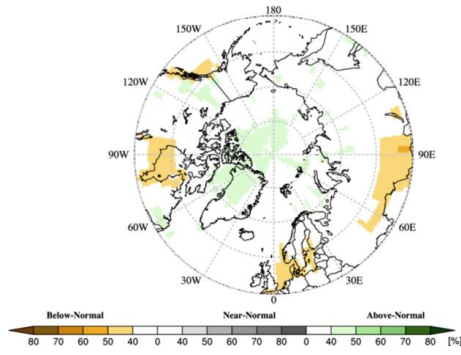 180
150W 150E
120W 120E
90W 90E
60W 60E
30W 30E
0
Below-Normal Near-Normal Above-Normal
80 70 60 50 40 0 40 50 60 70 80 0 40 50 60 70 80 [%]